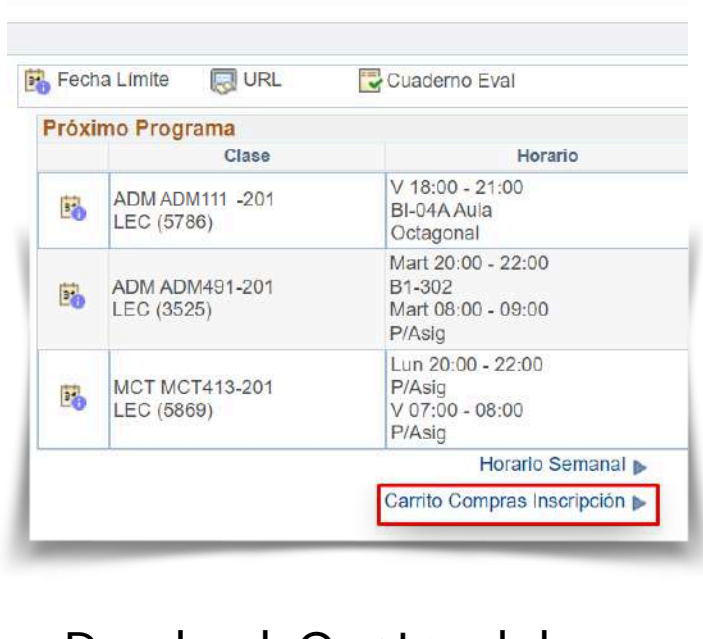 Fecha Límite URL Cuaderno Eval
Próximo Programa
Clase Horario
ADM ADM111 -201
LEC (5786)
V 18:00 - 21:00
BI-04A Aula
Octagonal
ADM ADM491-201
LEC (3525)
Mart 20:00 - 22:00
B1-302
Mart 08:00 - 09:00
P/Asig
MCT MCT413-201
LEC (5869)
Lun 20:00 - 22:00
P/Asig
V 07:00 - 08:00
P/Asig
Horario Semanal
Carrito Compras Inscripción